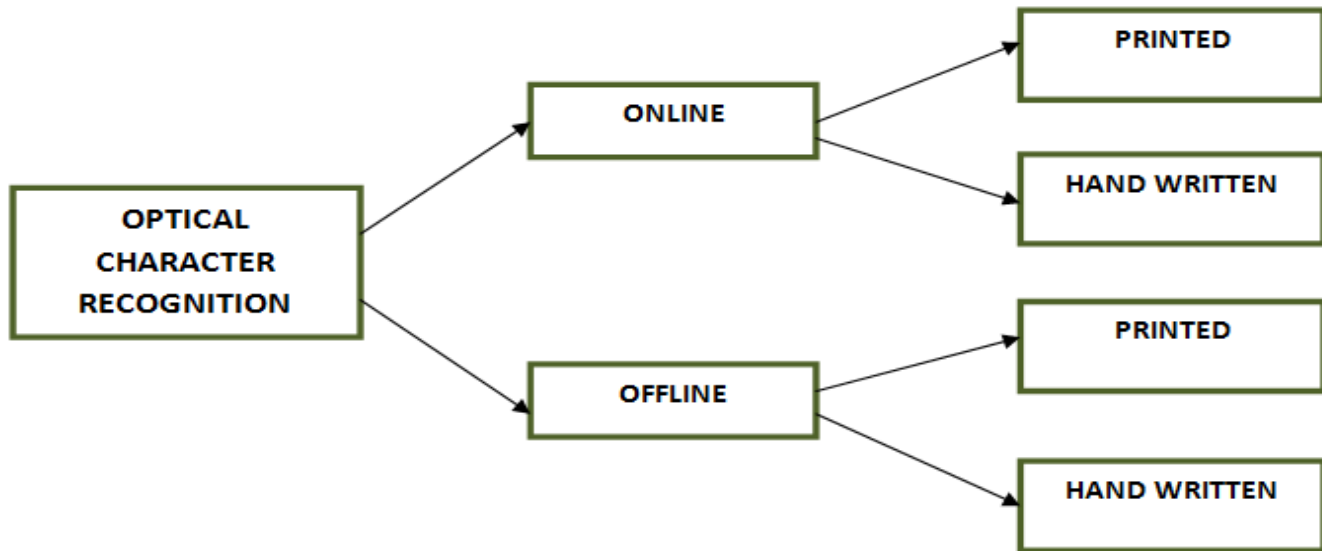 OPTICAL
CHARACTER
RECOGNITION
ONLINE
OFFLINE
PRINTED
HAND WRITTEN
PRINTED
HAND WRITTEN